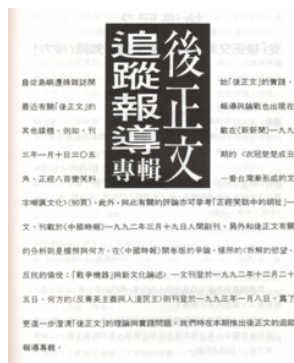 後正文
追蹤報導
專輯
自從島嶼邊緣雜誌開始「後正文」的實踐,
最近有關「後正文」的報導與論戰也出現在
其他媒體,例如,刊載在《新新聞》一九九
三年一月十日三〇五期的〈衣冠楚楚成丑
角,正經八百變笑料——看台灣漸形成的文
字嘲諷文化〉(90頁),此外,與此有關的評論亦可參考〈正經笑話中的胡扯〉一
文,刊載於《中國時報》一九九二年三月十九日人間副刊。另外和後正文有關
的分析則是楊照與何方,在《中國時報》開卷版的爭論,楊照的〈拆解的慾望、
反抗的愉悅:「戰爭機器」與新文化論述〉一文刊登於一九九二年十二月二十
五日,何方的〈反菁英主義與人渣民主〉則刊登於一九九三年一月八日。爲了
更進一步澄清「後正文」的理論與實踐問題,我們特在本期推出後正文的追蹤
報導專輯。